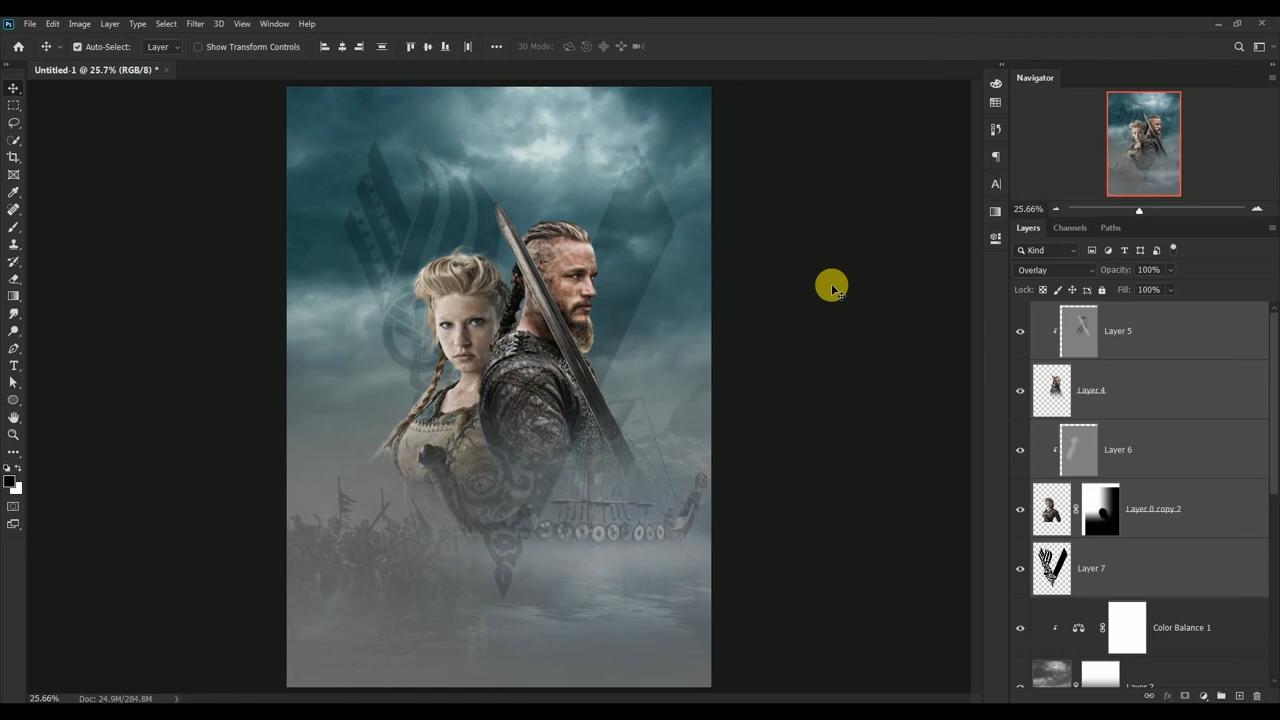 Ps File Edit Image Layer Type Select Filter 3D View Window Help
Auto-Select: Layer Show Transform Controls 3D Mode:
Untitled-1 @ 25.7% (RGB/8) * ×
Navigator
25.66%
Layers Channels Paths
Kind
Overlay Opacity: 100%
Lock: Fill: 100%
Layer 5
Layer 4
Layer 6
Layer 0 copy 2
Layer 7
Color Balance 1
25.66% Doc: 24.9M/284.8M